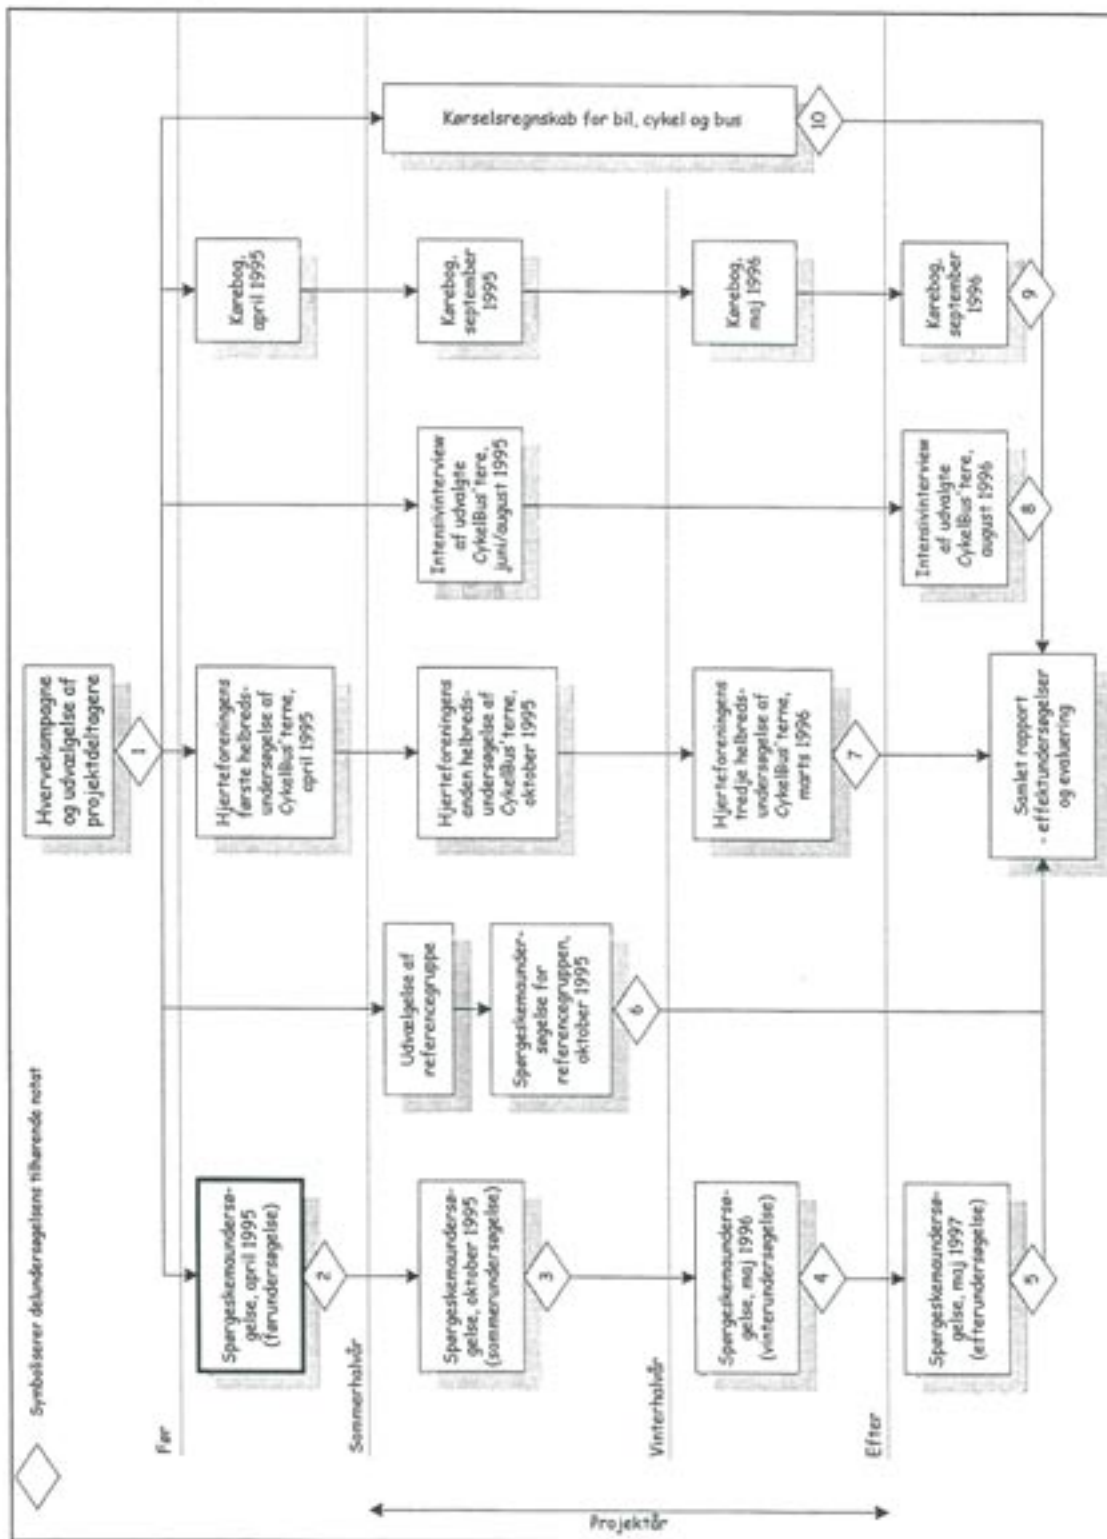 Symboliserer delundersøgelsens tilhørende notat
Hvervekampagne
og udvælgelse af
projektdeltagere
1
Før
Spørgeskemaundersø-
gelse, april 1995
(førundersøgelse)
2
Hjerteforeningens
første helbreds-
undersøgelse af
CykelBus'terne,
april 1995
Kørebog,
april 1995
Sommerhalvår
Spørgeskemaundersø-
gelse, oktober 1995
(sommerundersøgelse)
3
Udvælgelse af
referencegruppe
Spørgeskemaunder-
søgelse for
referencegruppen,
oktober 1995
6
Hjerteforeningens
anden helbreds-
undersøgelse af
CykelBus'terne,
oktober 1995
Intensivinterview
af udvalgte
CykelBus'tere,
juni/august 1995
Kørebog,
september
1995
Kørselsregnskab for bil, cykel og bus
10
Vinterhalvår
Spørgeskemaundersø-
gelse, maj 1996
(vinterundersøgelse)
4
Hjerteforeningens
tredje helbreds-
undersøgelse af
CykelBus'terne,
marts 1996
7
Kørebog,
maj 1996
Efter
Spørgeskemaundersø-
gelse, maj 1997
(efterundersøgelse)
5
Intensivinterview
af udvalgte
CykelBus'tere,
august 1996
8
Kørebog,
september
1996
9
Samlet rapport
- effektundersøgelser
og evaluering
Projektår